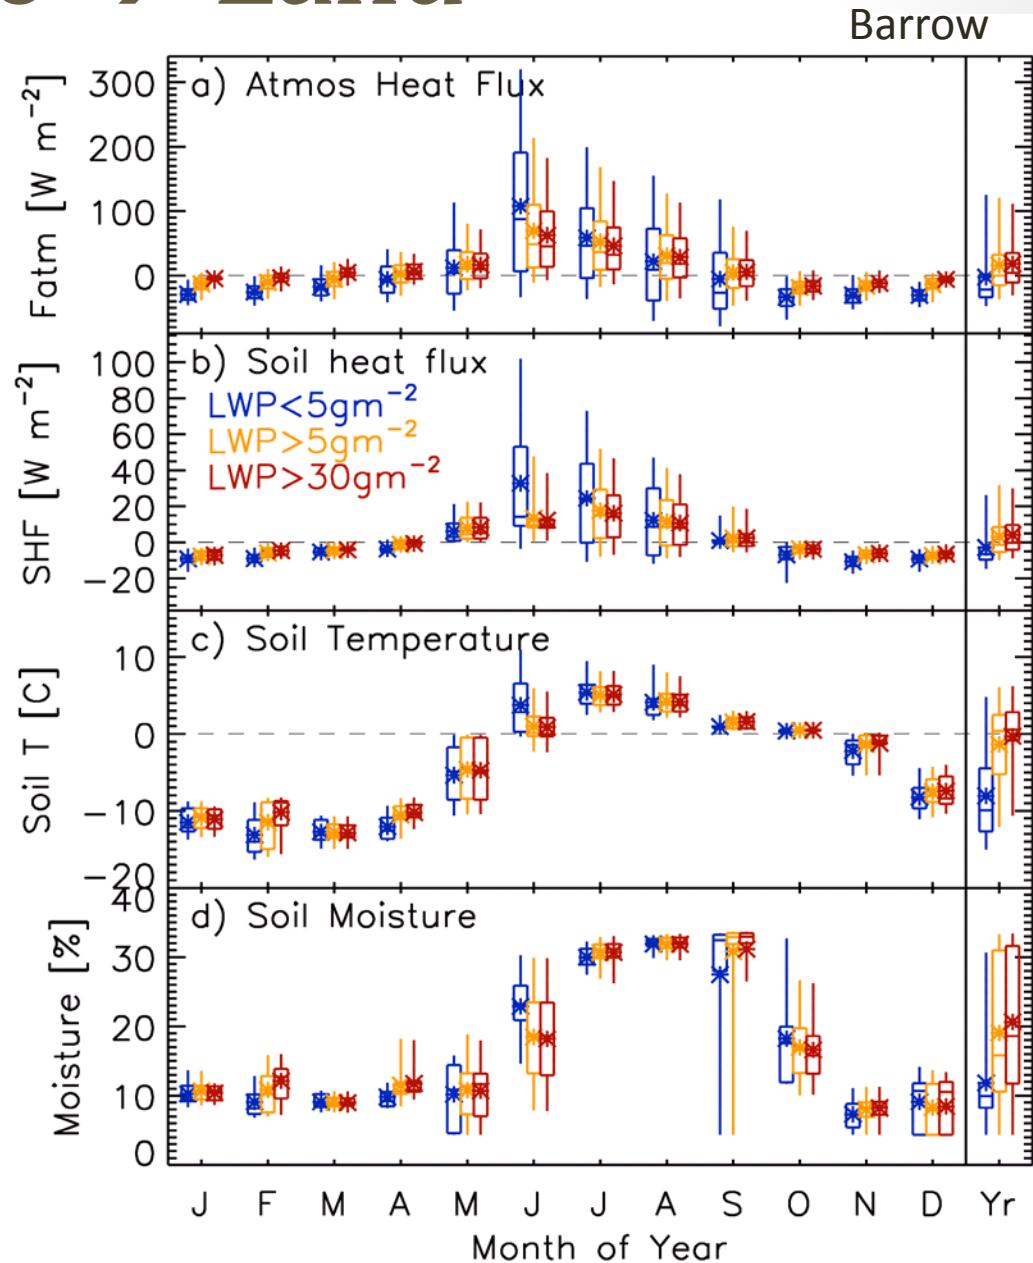 Barrow
a) Atmos Heat Flux
Fatm [W m⁻²]
300
200
100
0
b) Soil heat flux
LWP<5gm⁻²
LWP>5gm⁻²
LWP>30gm⁻²
SHF [W m⁻²]
100
80
60
40
20
0
−20
c) Soil Temperature
Soil T [C]
10
0
−10
−20
d) Soil Moisture
Moisture [%]
40
30
20
10
0
J F M A M J J A S O N D Yr
Month of Year